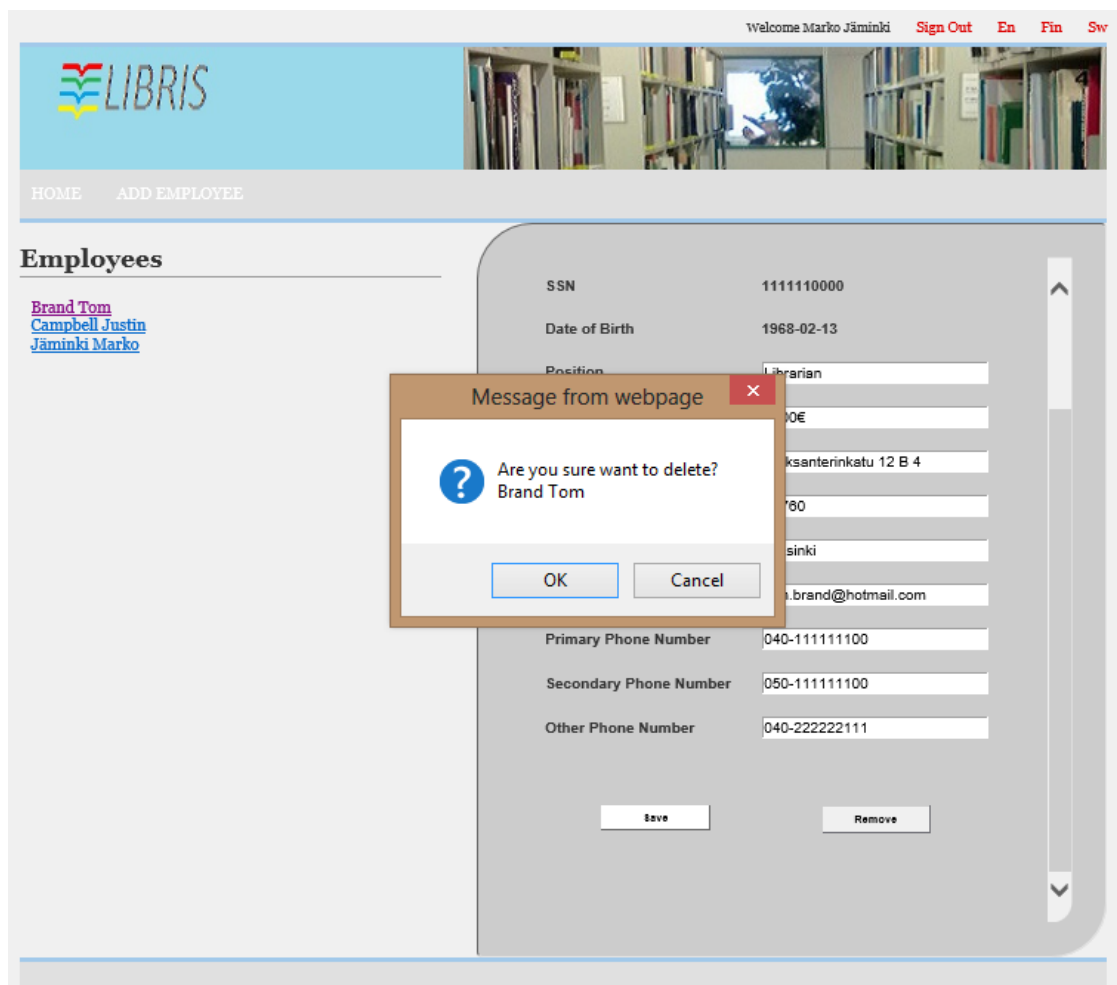 Welcome Marko Jäminki Sign Out En Fin Sw
LIBRIS
HOME ADD EMPLOYEE
Employees
Brand Tom
Campbell Justin
Jäminki Marko
SSN 1111110000
Date of Birth 1968-02-13
Position Librarian
Message from webpage
Are you sure want to delete?
Brand Tom
OK Cancel
12 B 4
Primary Phone Number 040-111111100
Secondary Phone Number 050-111111100
Other Phone Number 040-222222111
Save Remove